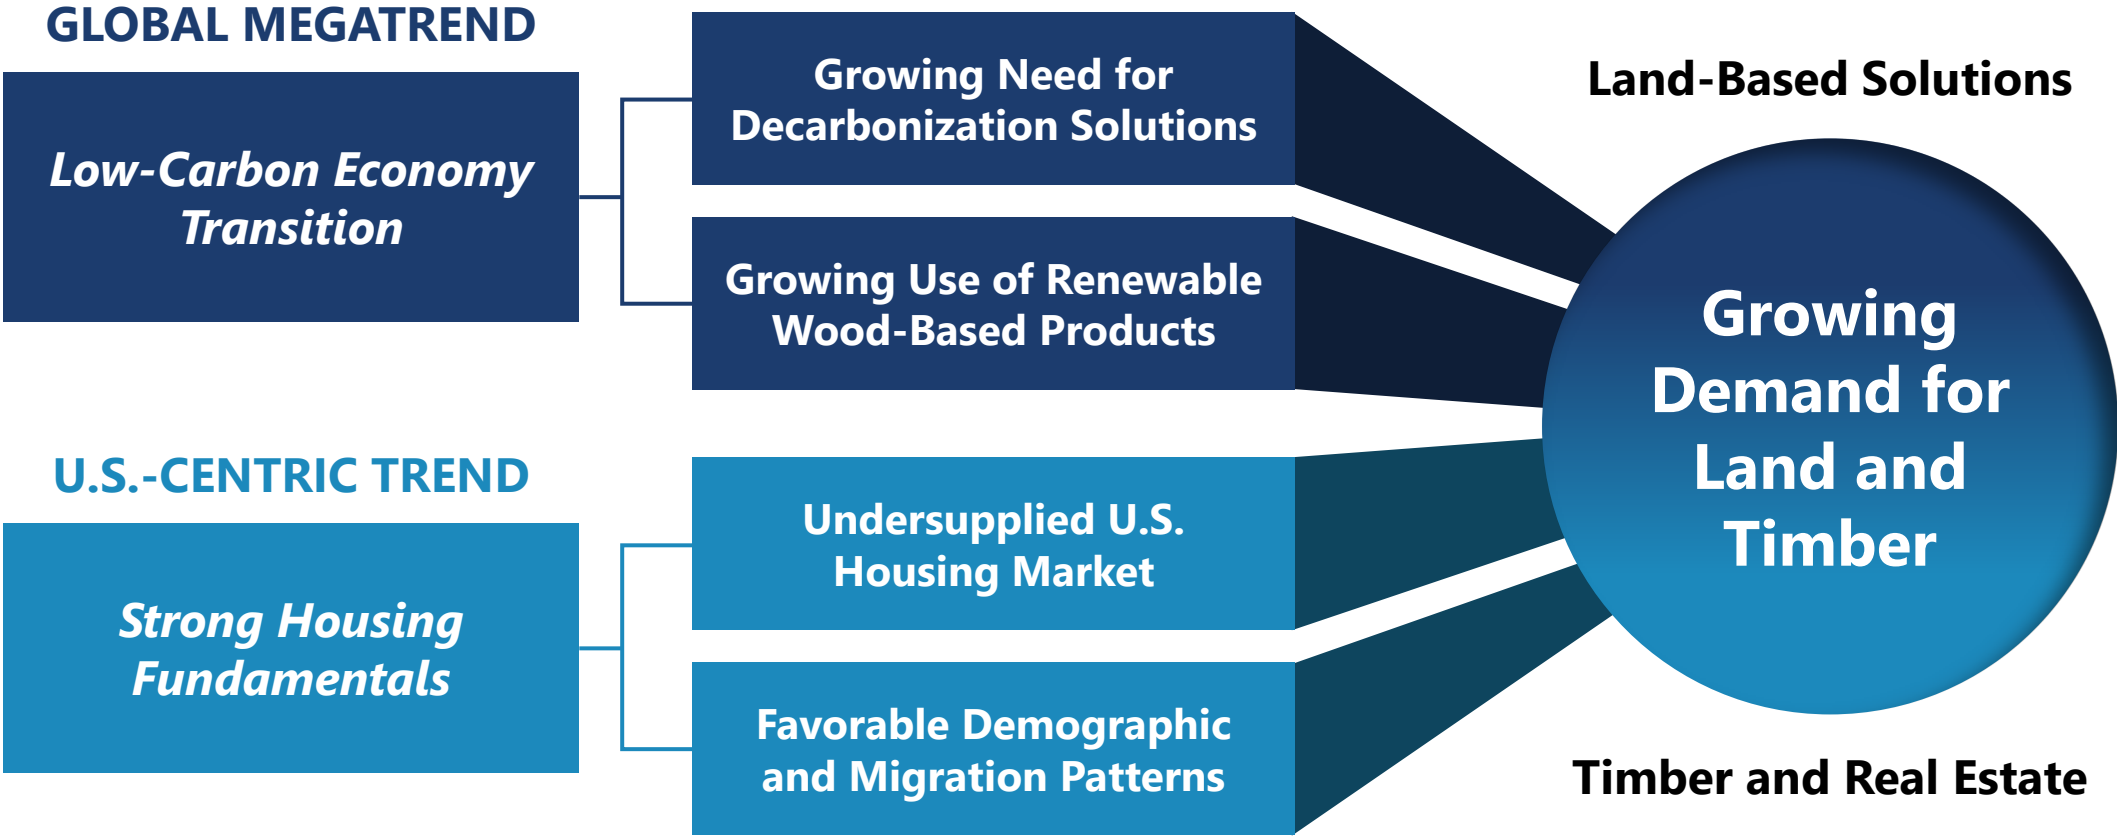 GLOBAL MEGATREND
Low-Carbon Economy
Transition
Growing Need for
Decarbonization Solutions
Growing Use of Renewable
Wood-Based Products
U.S.-CENTRIC TREND
Strong Housing
Fundamentals
Undersupplied U.S.
Housing Market
Favorable Demographic
and Migration Patterns
Land-Based Solutions
Growing
Demand for
Land and
Timber
Timber and Real Estate